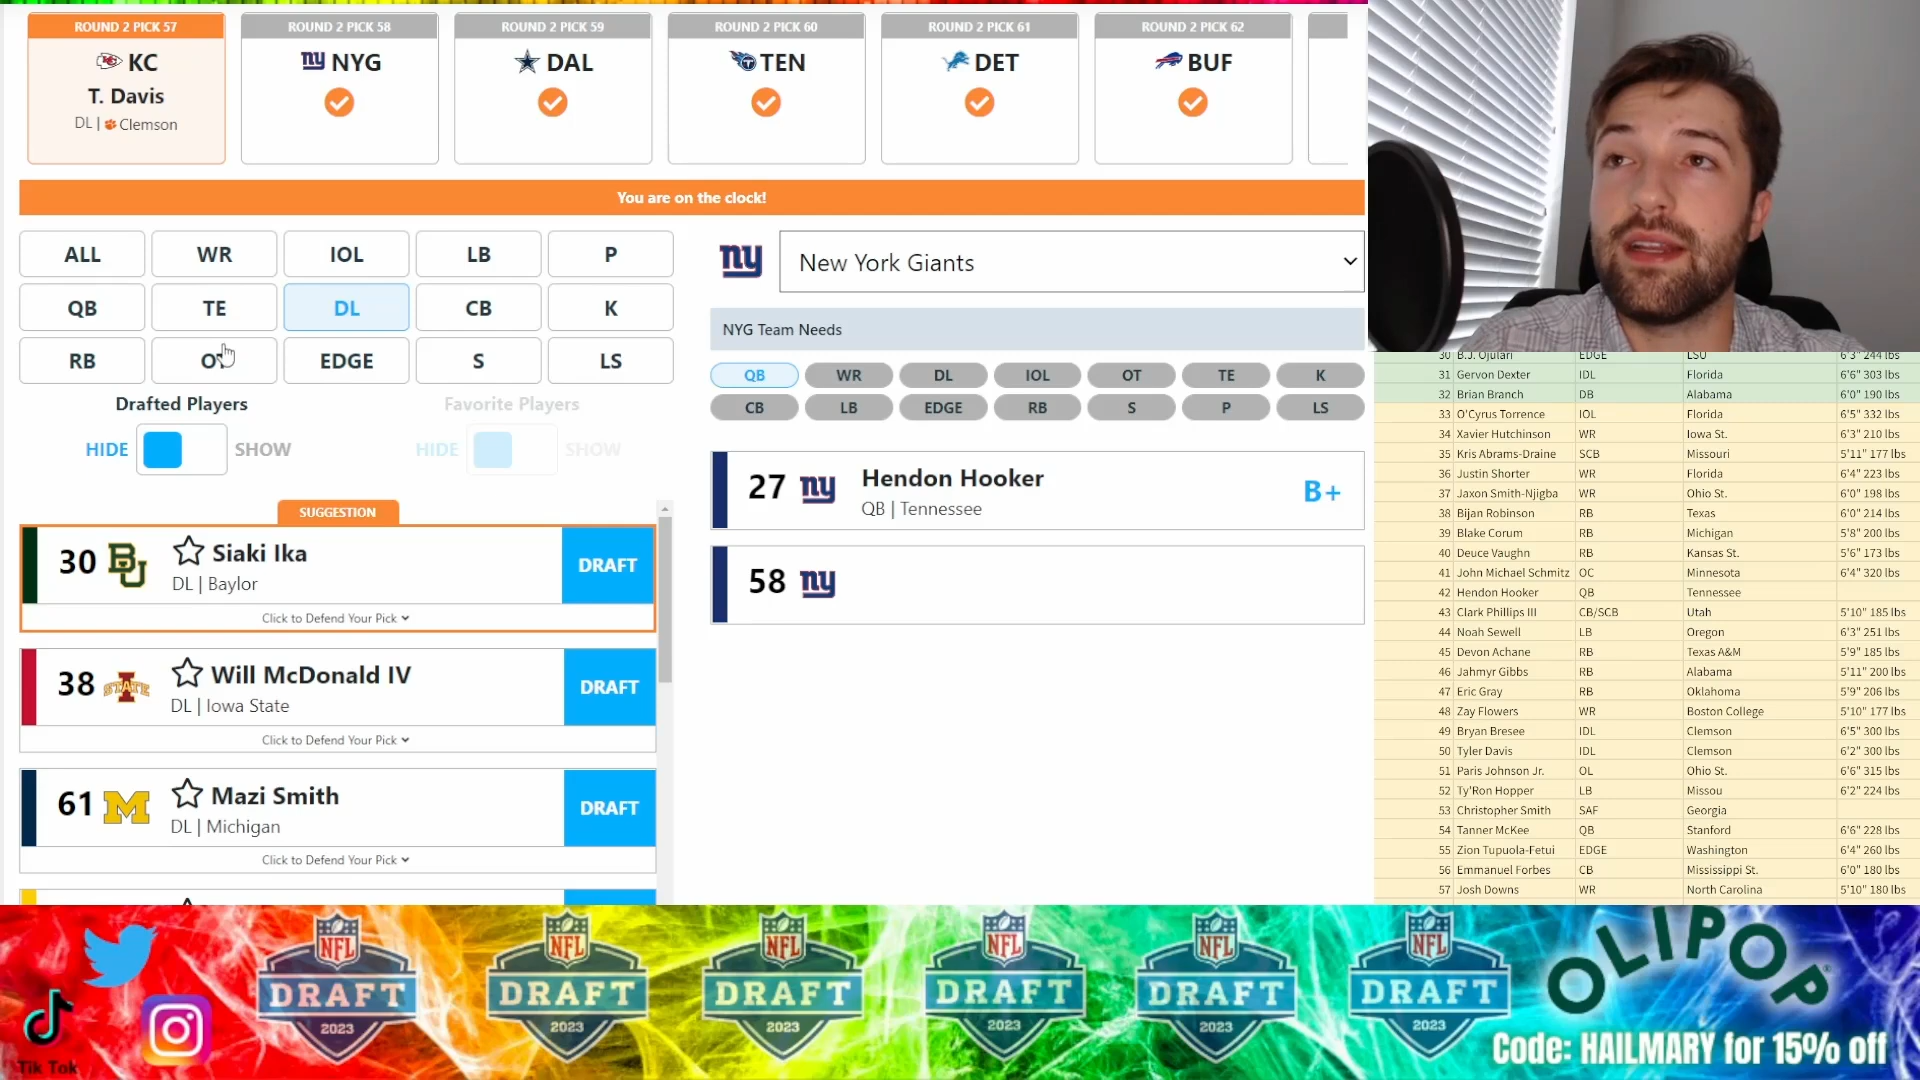 ROUND 2 PICK 57
KC
T. Davis
DL | Clemson
ROUND 2 PICK 58
ny NYG
ROUND 2 PICK 59
DAL
ROUND 2 PICK 60
TEN
ROUND 2 PICK 61
DET
ROUND 2 PICK 62
BUF
You are on the clock!
ALL WR IOL LB P
QB TE DL CB K
RB EDGE S LS
Drafted Players
HIDE SHOW
Favorite Players
HIDE SHOW
SUGGESTION
30 BU Siaki Ika
DL | Baylor
DRAFT
Click to Defend Your Pick
38 STATE Will McDonald IV
DL | Iowa State
DRAFT
Click to Defend Your Pick
61 M Mazi Smith
DL | Michigan
DRAFT
Click to Defend Your Pick
ny New York Giants
NYG Team Needs
QB WR DL IOL OT TE K
CB LB EDGE RB S P LS
27 ny Hendon Hooker
QB | Tennessee
B+
58 ny
30 B.J. Ojulari EDGE LSU 6'3" 244 lbs
31 Gervon Dexter IDL Florida 6'6" 303 lbs
32 Brian Branch DB Alabama 6'0" 190 lbs
33 O'Cyrus Torrence IOL Florida 6'5" 332 lbs
34 Xavier Hutchinson WR Iowa St. 6'3" 210 lbs
35 Kris Abrams-Draine SCB Missouri 5'11" 177 lbs
36 Justin Shorter WR Florida 6'4" 223 lbs
37 Jaxon Smith-Njigba WR Ohio St. 6'0" 198 lbs
38 Bijan Robinson RB Texas 6'0" 214 lbs
39 Blake Corum RB Michigan 5'8" 200 lbs
40 Deuce Vaughn RB Kansas St. 5'6" 173 lbs
41 John Michael Schmitz OC Minnesota 6'4" 320 lbs
42 Hendon Hooker QB Tennessee
43 Clark Phillips III CB/SCB Utah 5'10" 185 lbs
44 Noah Sewell LB Oregon 6'3" 251 lbs
45 Devon Achane RB Texas A&M 5'9" 185 lbs
46 Jahmyr Gibbs RB Alabama 5'11" 200 lbs
47 Eric Gray RB Oklahoma 5'9" 206 lbs
48 Zay Flowers WR Boston College 5'10" 177 lbs
49 Bryan Bresee IDL Clemson 6'5" 300 lbs
50 Tyler Davis IDL Clemson 6'2" 300 lbs
51 Paris Johnson Jr. OL Ohio St. 6'6" 315 lbs
52 Ty'Ron Hopper LB Missou 6'2" 224 lbs
53 Christopher Smith SAF Georgia
54 Tanner McKee QB Stanford 6'6" 228 lbs
55 Zion Tupuola-Fetui EDGE Washington 6'4" 260 lbs
56 Emmanuel Forbes CB Mississippi St. 6'0" 180 lbs
57 Josh Downs WR North Carolina 5'10" 180 lbs
Tik Tok
NFL DRAFT 2023
NFL DRAFT 2023
NFL DRAFT 2023
NFL DRAFT 2023
NFL DRAFT 2023
NFL DRAFT 2023
OLIPOP
Code: HAILMARY for 15% off